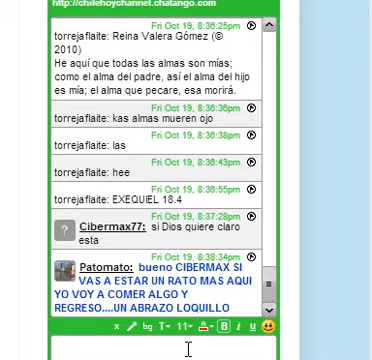 http://chilehoychannel.chatango.com
Fri Oct 19, 8:36:25pm
torrejaflaite: Reina Valera Gómez (©
2010)
He aquí que todas las almas son mías;
como el alma del padre, así el alma del hijo
es mía; el alma que pecare, esa morirá.
Fri Oct 19, 8:36:36pm
torrejaflaite: kas almas mueren ojo
Fri Oct 19, 8:36:38pm
torrejaflaite: las
Fri Oct 19, 8:36:43pm
torrejaflaite: hee
Fri Oct 19, 8:36:55pm
torrejaflaite: EXEQUIEL 18.4
Fri Oct 19, 8:37:28pm
? Cibermax77: si Dios quiere claro
esta
Fri Oct 19, 8:38:34pm
Patomato: bueno CIBERMAX SI
VAS A ESTAR UN RATO MAS AQUI
YO VOY A COMER ALGO Y
REGRESO....UN ABRAZO LOQUILLO
x bg T 11 A B i U